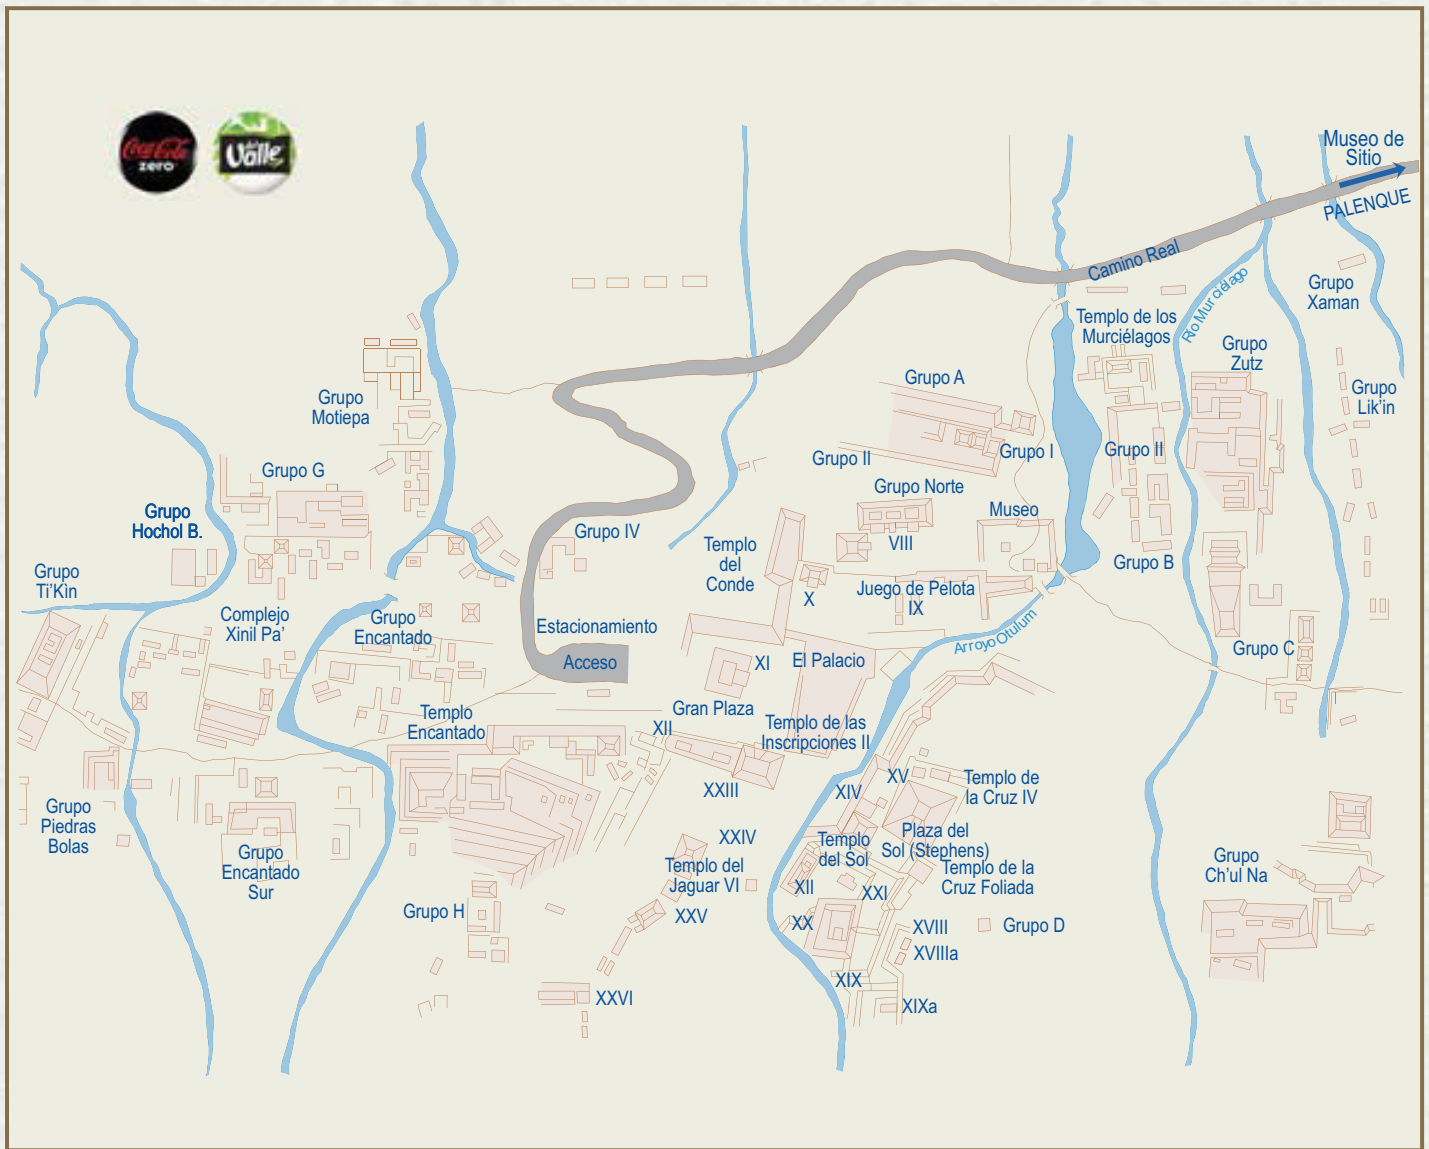 Coca-Cola
zero
del
Valle
Museo de
Sitio
PALENQUE
Camino Real
Río Murciélago
Grupo
Xaman
Templo de los
Murciélagos
Grupo
Zutz
Grupo
Lik'in
Grupo A
Grupo
Motiepa
Grupo I
Grupo II
Grupo II
Grupo G
Grupo Norte
Grupo
Hochol B.
Museo
Grupo IV
VIII
Templo
del
Conde
Grupo B
Grupo
Ti'Kin
Juego de Pelota
IX
X
Complejo
Xinil Pa'
Grupo
Encantado
Estacionamiento
Acceso
Arroyo Otulum
XI
El Palacio
Grupo C
Gran Plaza
Templo
Encantado
XII
Templo de las
Inscripciones II
XXIII
XV
XIV
Templo de
la Cruz IV
Grupo
Piedras
Bolas
XXIV
Templo
del Sol
Plaza del
Sol (Stephens)
Grupo
Encantado
Sur
Templo del
Jaguar VI
Templo de la
Cruz Foliada
Grupo
Ch'ul Na
XII
XXI
Grupo H
XXV
XX
XVIII
Grupo D
XVIIIa
XIX
XXVI
XIXa